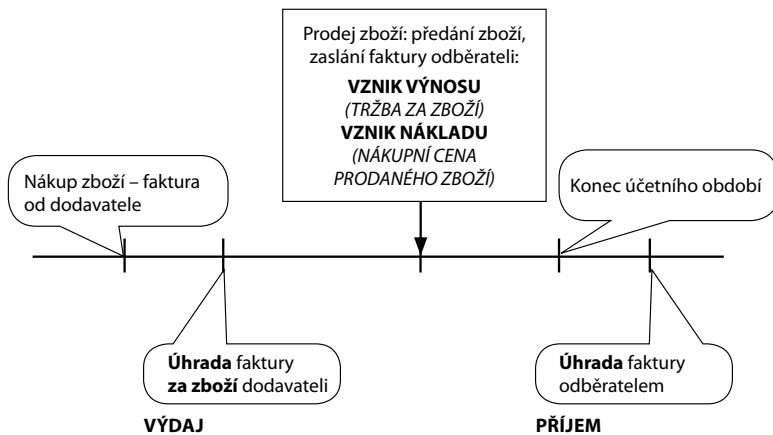 Prodej zboží: předání zboží,
zaslání faktury odběrateli:
VZNIK VÝNOSU
(TRŽBA ZA ZBOŽÍ)
VZNIK NÁKLADU
(NÁKUPNÍ CENA
PRODANÉHO ZBOŽÍ)
Nákup zboží – faktura
od dodavatele
Konec účetního období
Úhrada faktury
za zboží dodavateli
Úhrada faktury
odběratelem
VÝDAJ
PŘÍJEM